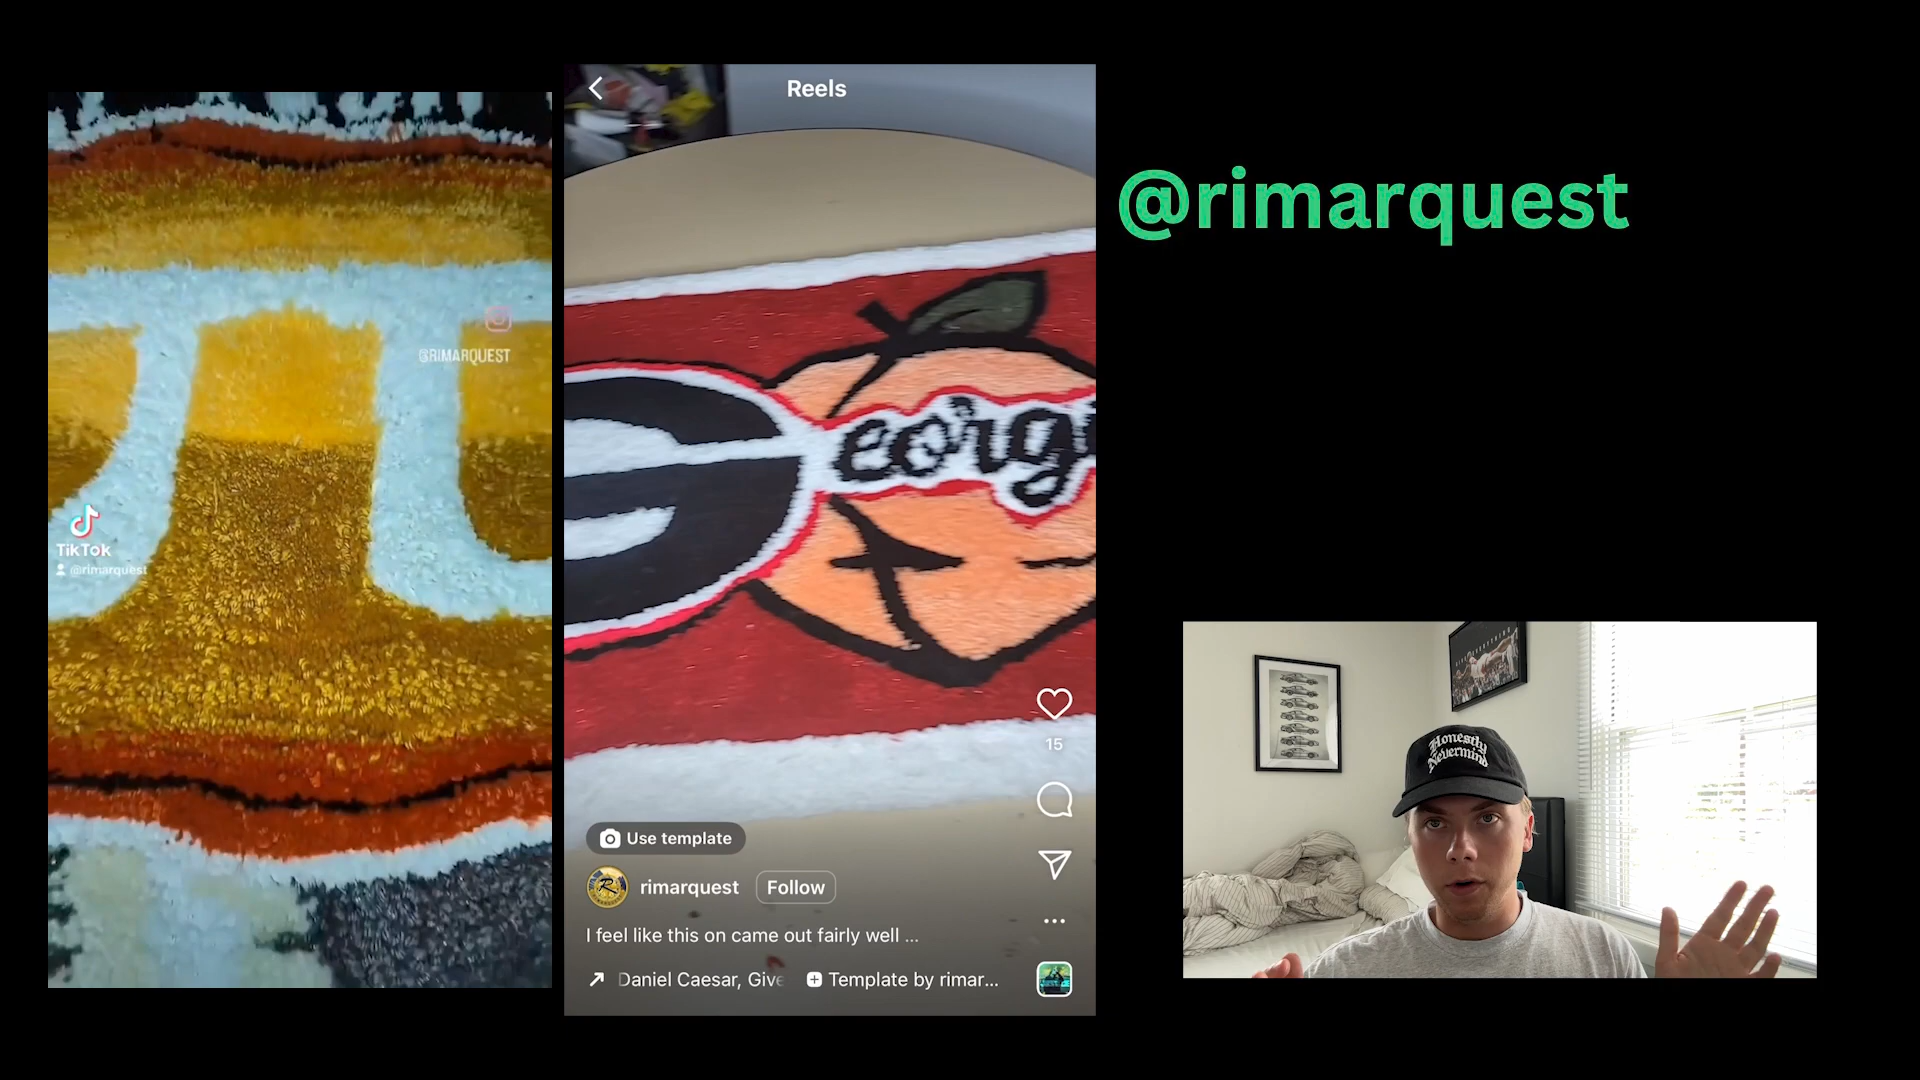 @RIMARQUEST
TikTok
@rimarquest
Reels
eorgi
Use template
rimarquest
Follow
I feel like this on came out fairly well ...
Daniel Caesar, Give
Template by rimar...
15
@rimarquest
Honestly
Nevermind